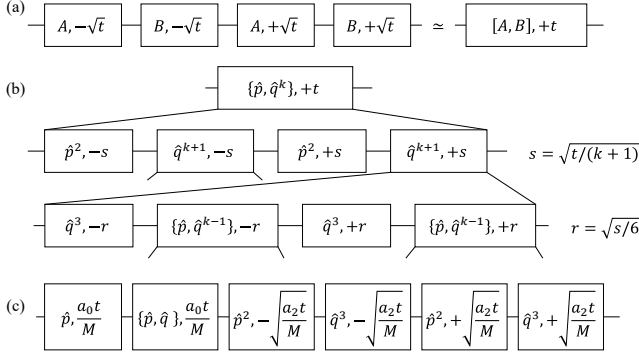 (a)
A, −√t B, −√t A, +√t B, +√t ≃ [A, B], +t
(b)
{p̂, q̂ᵏ}, +t
p̂², −s q̂ᵏ⁺¹, −s p̂², +s q̂ᵏ⁺¹, +s s = √(t/(k + 1))
q̂³, −r {p̂, q̂ᵏ⁻¹}, −r q̂³, +r {p̂, q̂ᵏ⁻¹}, +r r = √(s/6)
(c)
p̂, a₀t/M {p̂, q̂ }, a₀t/M p̂², −√(a₂t/M) q̂³, −√(a₂t/M) p̂², +√(a₂t/M) q̂³, +√(a₂t/M)